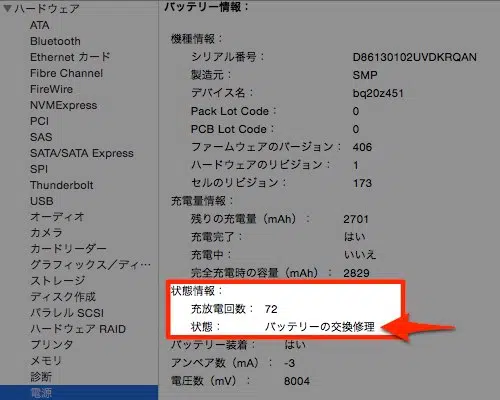 ▼ハードウェア
ATA
Bluetooth
Ethernet カード
Fibre Channel
FireWire
NVMExpress
PCI
SAS
SATA/SATA Express
SPI
Thunderbolt
USB
オーディオ
カメラ
カードリーダー
グラフィックス／ディ…
ストレージ
ディスク作成
パラレル SCSI
ハードウェア RAID
プリンタ
メモリ
診断
電源
バッテリー情報：
機種情報：
シリアル番号： D86130102UVDKRQAN
製造元： SMP
デバイス名： bq20z451
Pack Lot Code： 0
PCB Lot Code： 0
ファームウェアのバージョン： 406
ハードウェアのリビジョン： 1
セルのリビジョン： 173
充電量情報：
残りの充電量（mAh）： 2701
充電完了： はい
充電中： いいえ
完全充電時の容量（mAh）： 2829
状態情報：
充放電回数： 72
状態： バッテリーの交換修理
バッテリー装着： はい
アンペア数（mA）： -3
電圧数（mV）： 8004